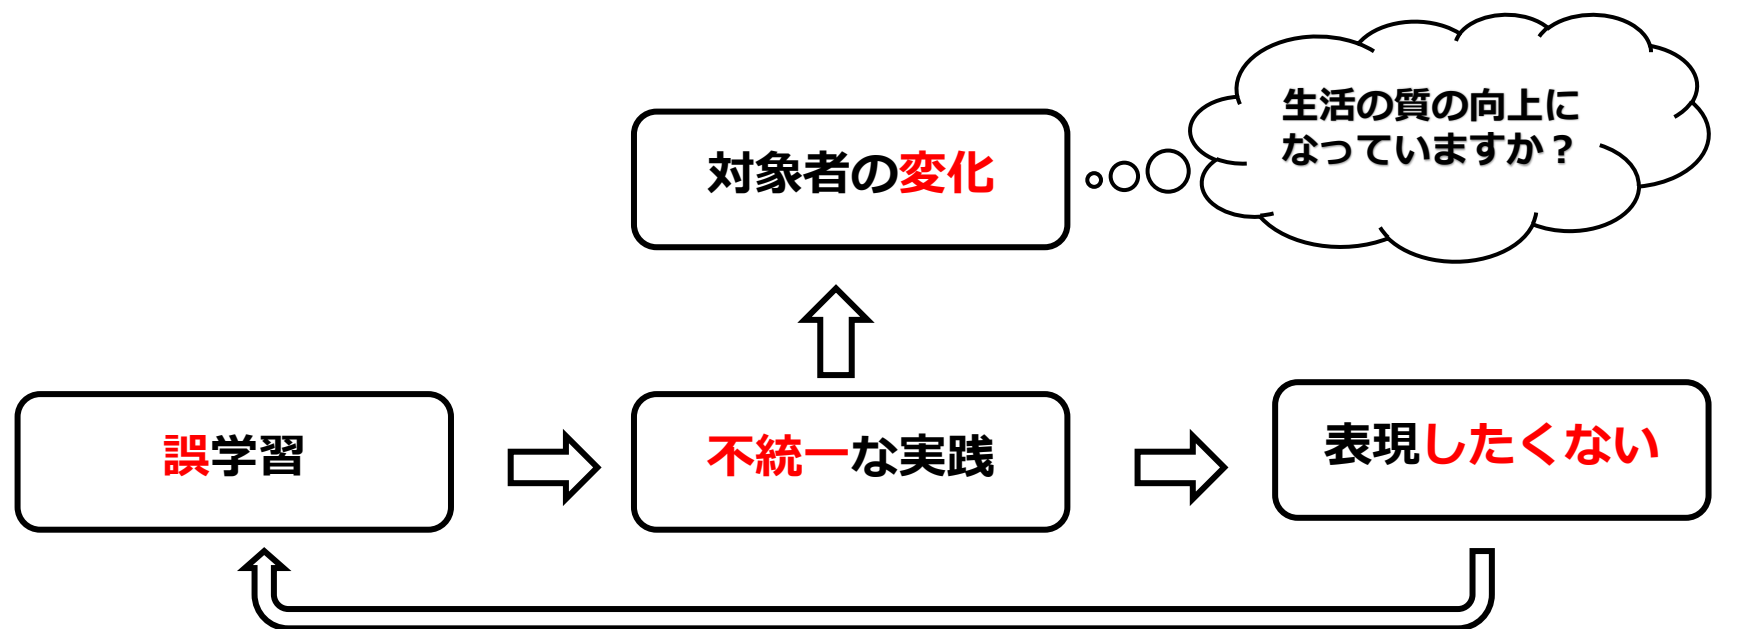 生活の質の向上に
なっていますか？
対象者の変化
誤学習
不統一な実践
表現したくない